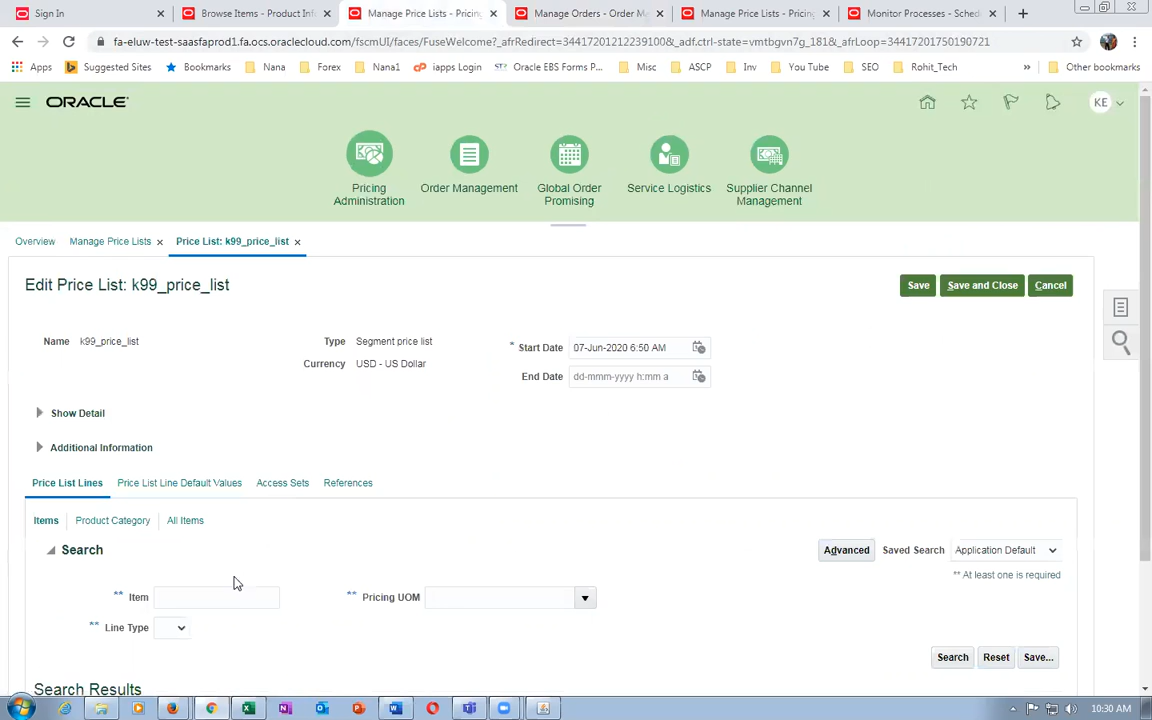 Sign In
Browse Items - Product Inf
Manage Price Lists - Pricing
Manage Orders - Order M
Manage Price Lists - Pricing
Monitor Processes - Sched
fa-eluw-test-saasfaprod1.fa.ocs.oraclecloud.com/fscmUI/faces/FuseWelcome?_afrRedirect=34417201212239100&_adf.ctrl-state=vmtbgvn7g_181&_afrLoop=34417201750190721
Apps
Suggested Sites
Bookmarks
Nana
Forex
Nana1
iapps Login
Oracle EBS Forms P...
Misc
ASCP
Inv
You Tube
SEO
Rohit_Tech
Other bookmarks
ORACLE
KE
Pricing Administration
Order Management
Global Order Promising
Service Logistics
Supplier Channel Management
Overview
Manage Price Lists
Price List: k99_price_list
Edit Price List: k99_price_list
Save
Save and Close
Cancel
Name k99_price_list
Type Segment price list
Currency USD - US Dollar
* Start Date 07-Jun-2020 6:50 AM
End Date dd-mmm-yyyy h:mm a
Show Detail
Additional Information
Price List Lines
Price List Line Default Values
Access Sets
References
Items
Product Category
All Items
Search
Advanced
Saved Search Application Default
** At least one is required
** Item
** Pricing UOM
** Line Type
Search
Reset
Save...
Search Results
10:30 AM